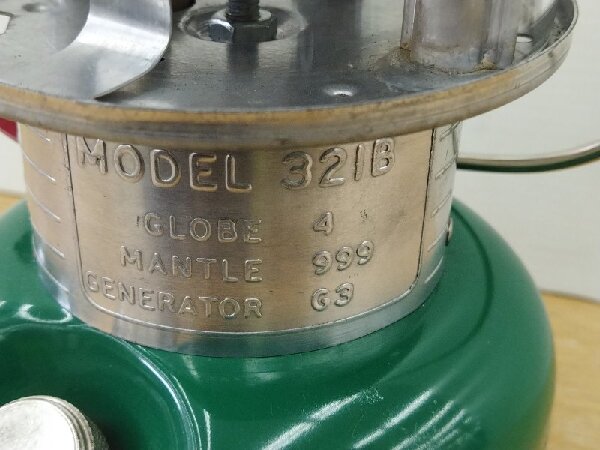 MODEL 321B
GLOBE 4
MANTLE 999
GENERATOR G3